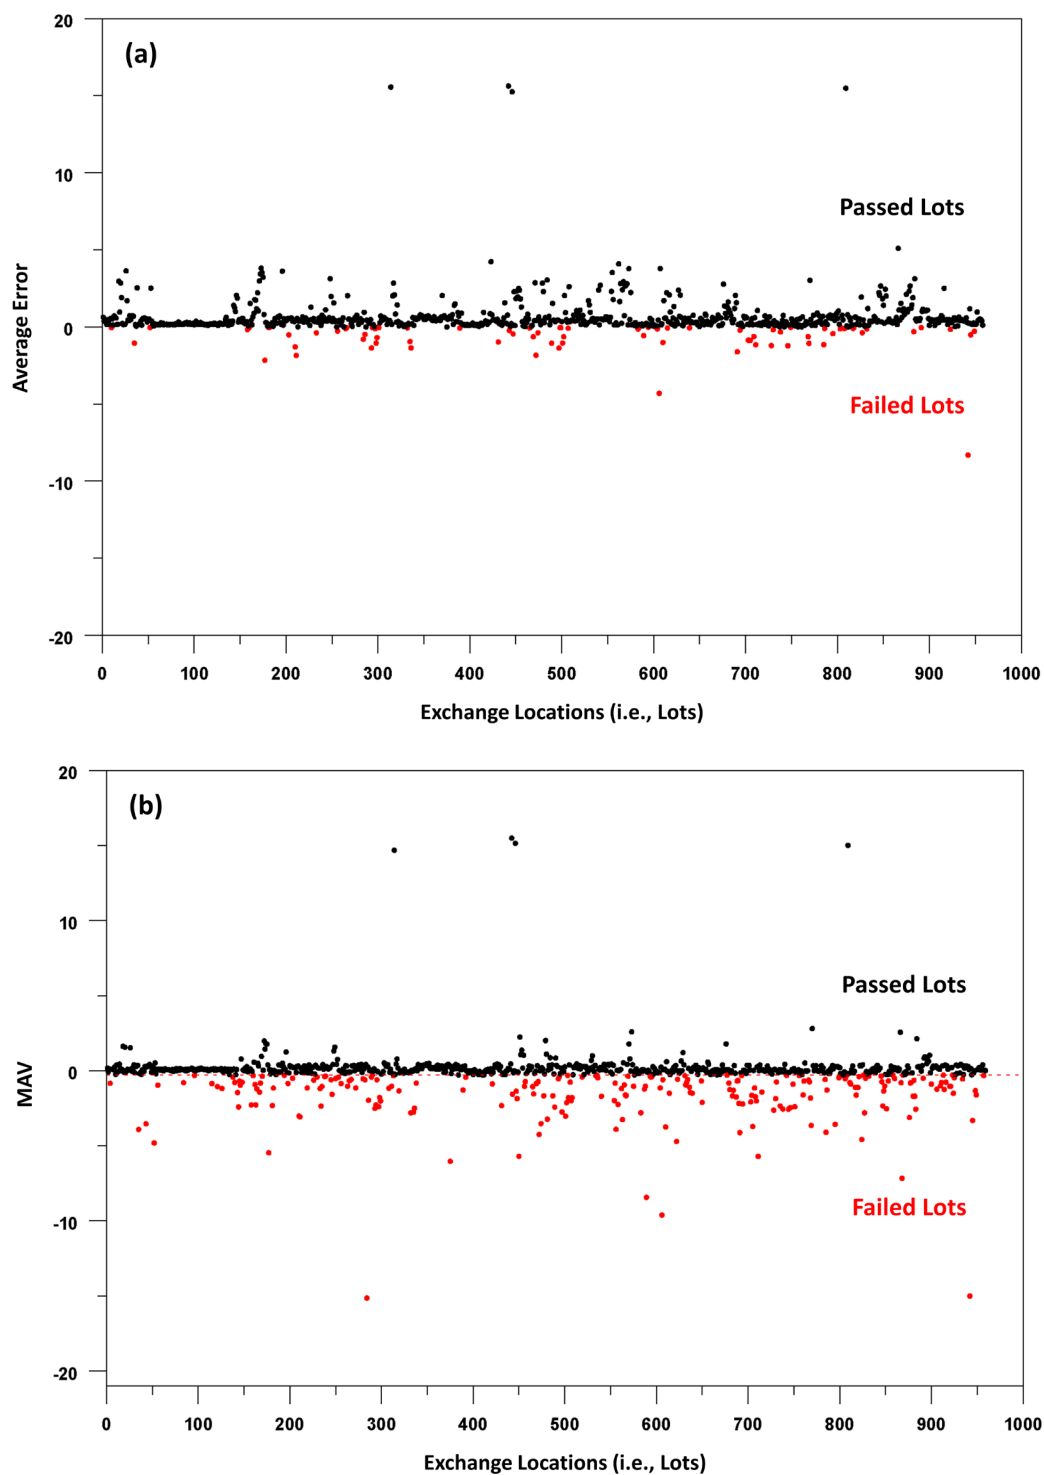 20
(a)
10
Passed Lots
Average Error
0
Failed Lots
-10
-20
0 100 200 300 400 500 600 700 800 900 1000
Exchange Locations (i.e., Lots)
20
(b)
10
Passed Lots
MAV
0
Failed Lots
-10
-20
0 100 200 300 400 500 600 700 800 900 1000
Exchange Locations (i.e., Lots)